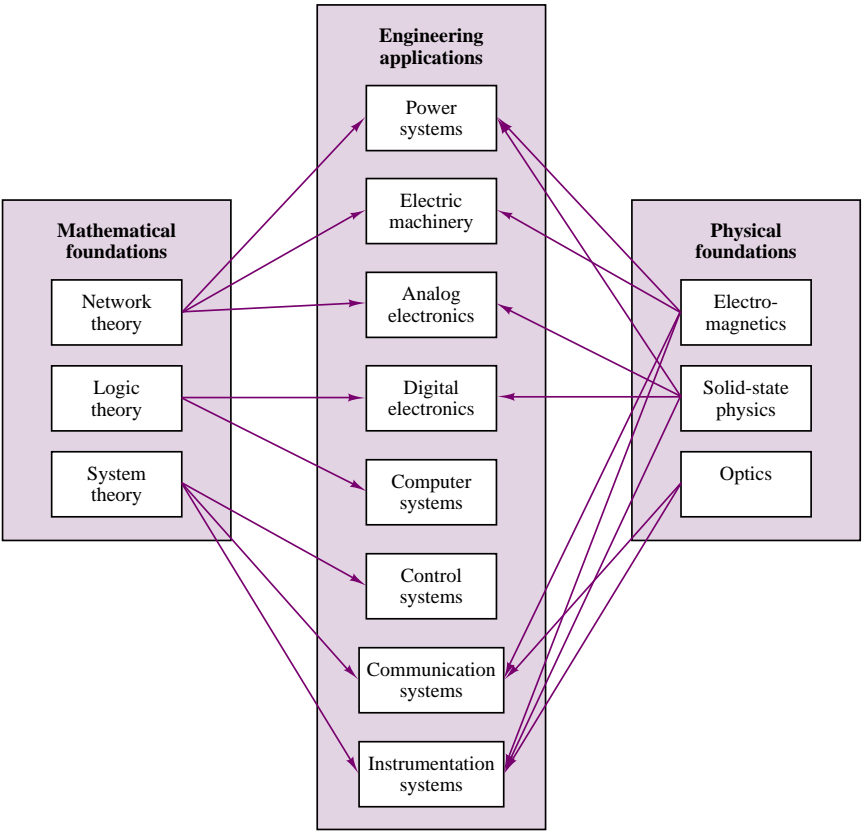 Engineering
applications
Power
systems
Electric
machinery
Analog
electronics
Digital
electronics
Computer
systems
Control
systems
Communication
systems
Instrumentation
systems
Mathematical
foundations
Network
theory
Logic
theory
System
theory
Physical
foundations
Electro-
magnetics
Solid-state
physics
Optics